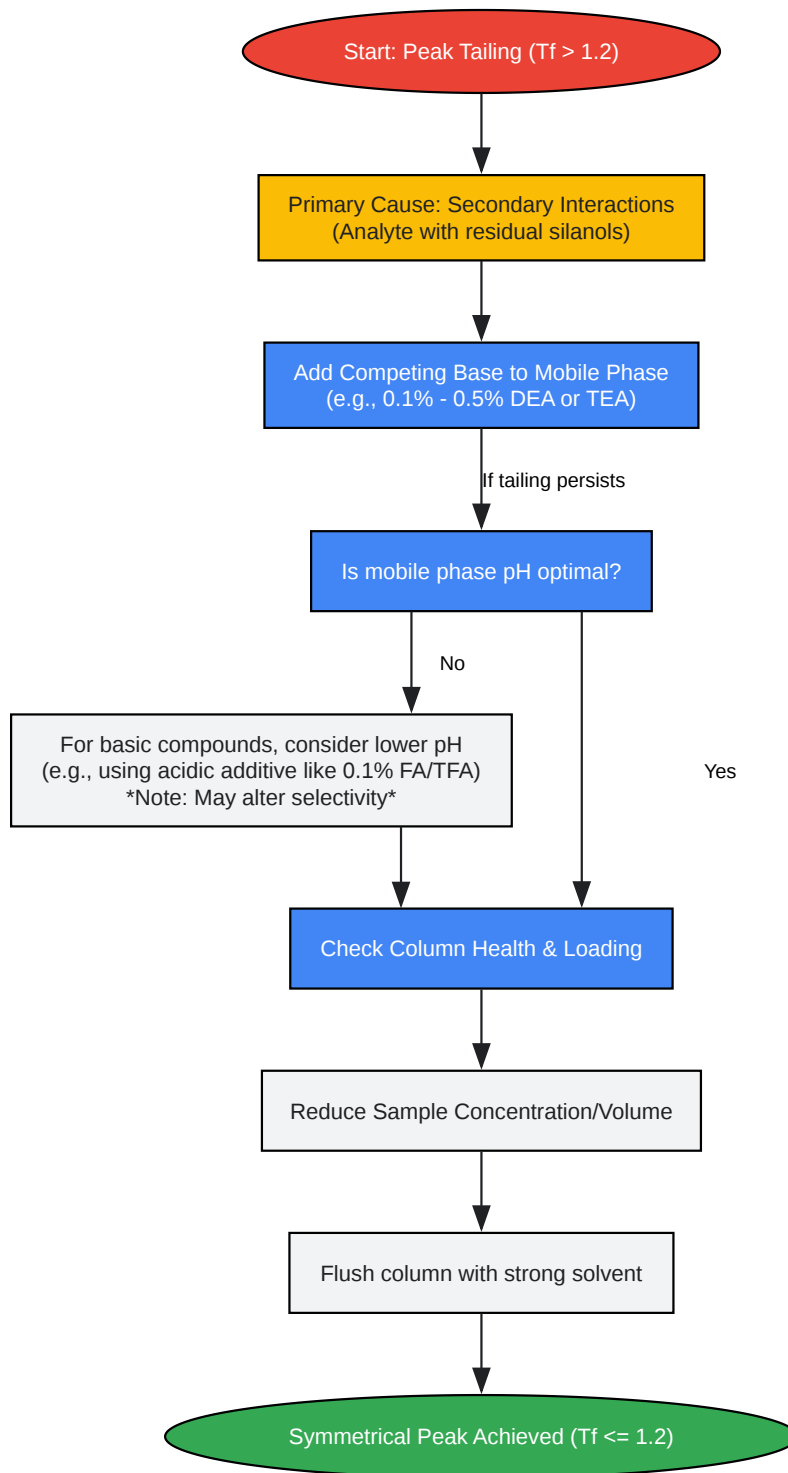 Start: Peak Tailing (Tf > 1.2)
Primary Cause: Secondary Interactions
(Analyte with residual silanols)
Add Competing Base to Mobile Phase
(e.g., 0.1% - 0.5% DEA or TEA)
If tailing persists
Is mobile phase pH optimal?
No
For basic compounds, consider lower pH
(e.g., using acidic additive like 0.1% FA/TFA)
*Note: May alter selectivity*
Yes
Check Column Health & Loading
Reduce Sample Concentration/Volume
Flush column with strong solvent
Symmetrical Peak Achieved (Tf <= 1.2)